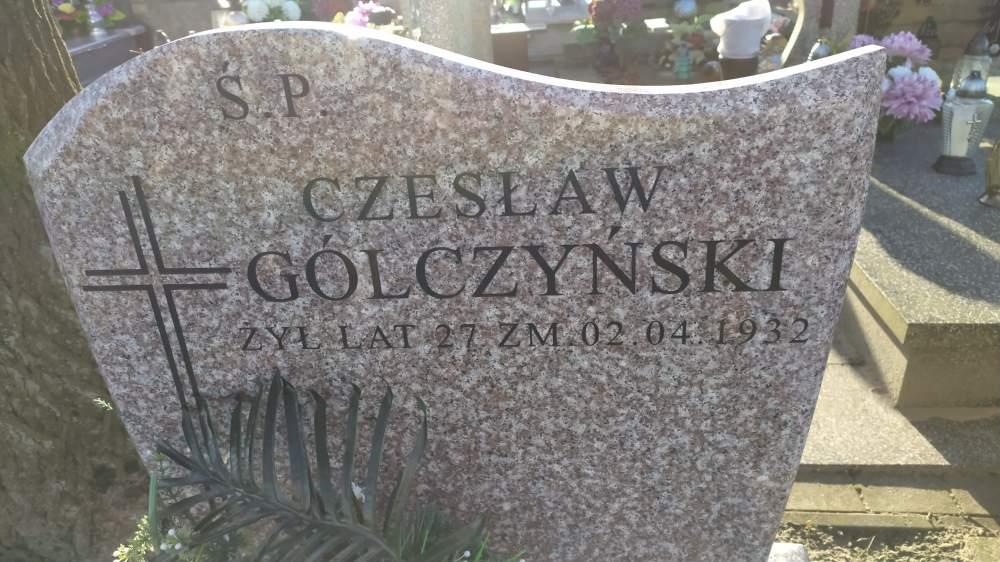 Ś.P.
CZESŁAW
GÓLCZYŃSKI
ŻYŁ LAT 27 ZM.02.04.1932